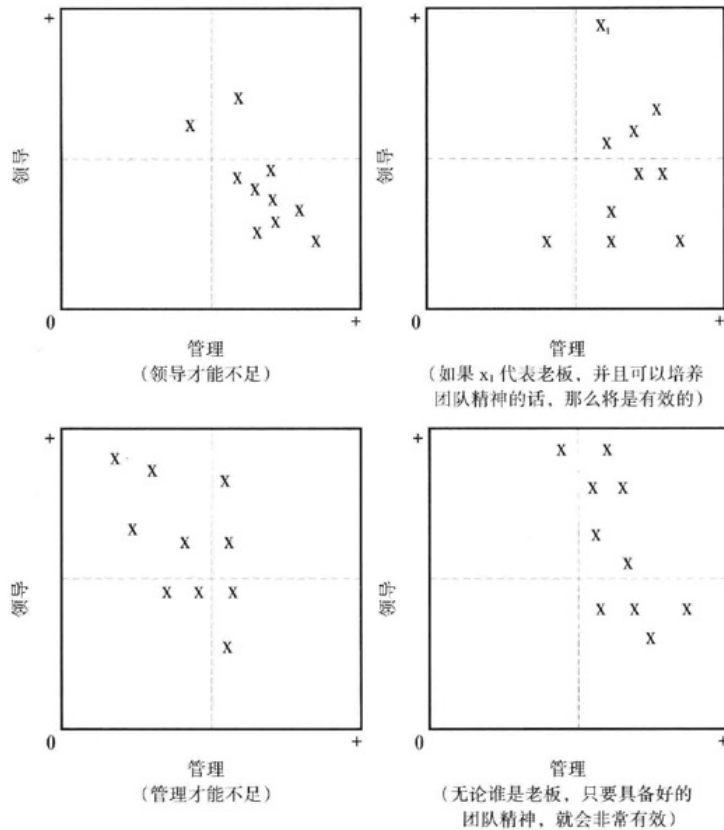 +
领导
X
X
X
X
X
X
X
X
X
X
0
+
管理
(领导才能不足)
+
领导
X₁
X
X
X
X
X
X
X
X
X
+
管理
(如果 x₁ 代表老板，并且可以培养
团队精神的话，那么将是有效的)
+
领导
X
X
X
X
X
X
X
X
X
X
0
+
管理
(管理才能不足)
+
领导
X
X
X
X
X
X
X
X
X
X
0
+
管理
(无论谁是老板，只要具备好的
团队精神，就会非常有效)